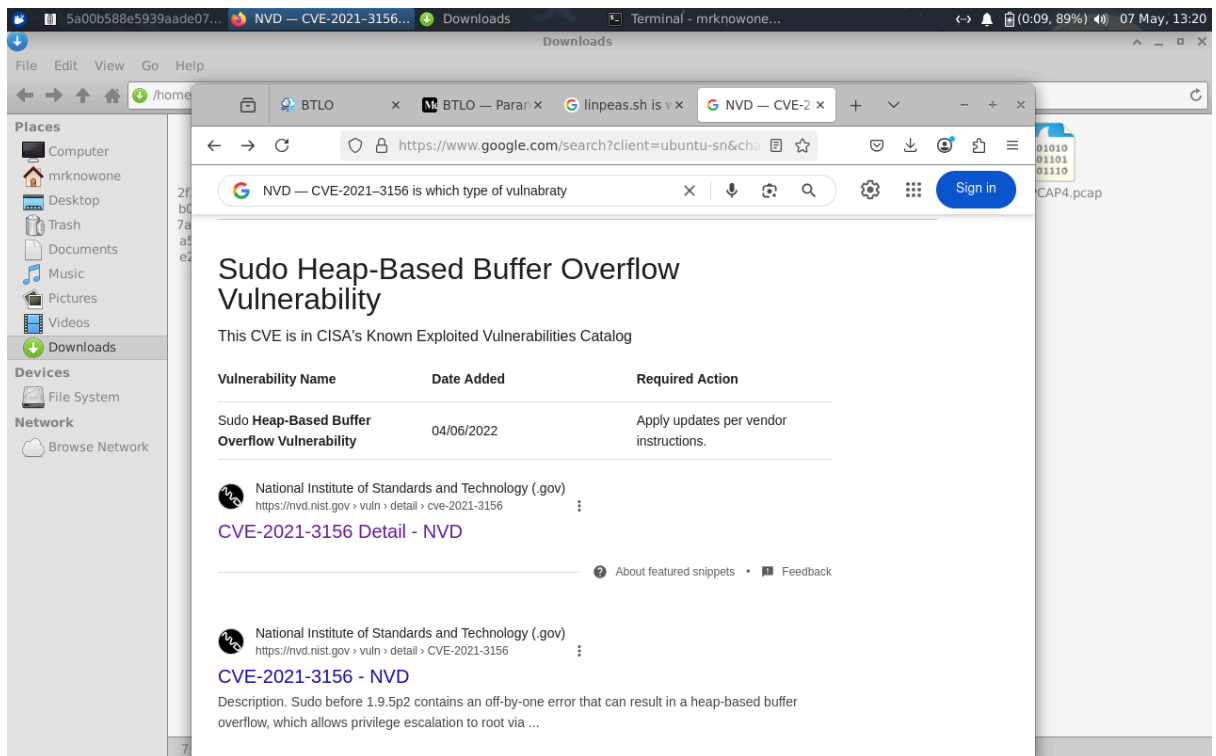 5a00b588e5939aade07...
NVD — CVE-2021-3156...
Downloads
Terminal - mrknowone...
(0:09, 89%)
07 May, 13:20
Downloads
File Edit View Go Help
/home
Places
Computer
mrknowone
Desktop
Trash
Documents
Music
Pictures
Videos
Downloads
Devices
File System
Network
Browse Network
BTLO
BTLO — Paran
linpeas.sh is w
NVD — CVE-2
https://www.google.com/search?client=ubuntu-sn&cha
NVD — CVE-2021–3156 is which type of vulnabraty
Sign in
01010
01101
01110
PCAP4.pcap
Sudo Heap-Based Buffer Overflow
Vulnerability
This CVE is in CISA's Known Exploited Vulnerabilities Catalog
Vulnerability Name Date Added Required Action
Sudo Heap-Based Buffer
Overflow Vulnerability
04/06/2022
Apply updates per vendor
instructions.
National Institute of Standards and Technology (.gov)
https://nvd.nist.gov › vuln › detail › cve-2021-3156
CVE-2021-3156 Detail - NVD
About featured snippets • Feedback
National Institute of Standards and Technology (.gov)
https://nvd.nist.gov › vuln › detail › CVE-2021-3156
CVE-2021-3156 - NVD
Description. Sudo before 1.9.5p2 contains an off-by-one error that can result in a heap-based buffer
overflow, which allows privilege escalation to root via ...